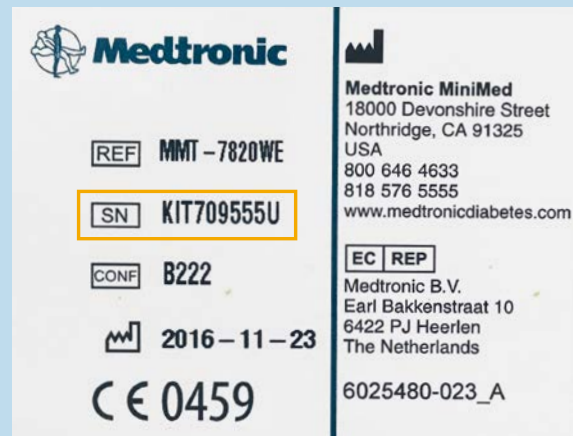 Medtronic
REF MMT-7820WE
SN KIT709555U
CONF B222
2016-11-23
CE 0459
Medtronic MiniMed
18000 Devonshire Street
Northridge, CA 91325
USA
800 646 4633
818 576 5555
www.medtronicdiabetes.com
EC REP
Medtronic B.V.
Earl Bakkenstraat 10
6422 PJ Heerlen
The Netherlands
6025480-023_A